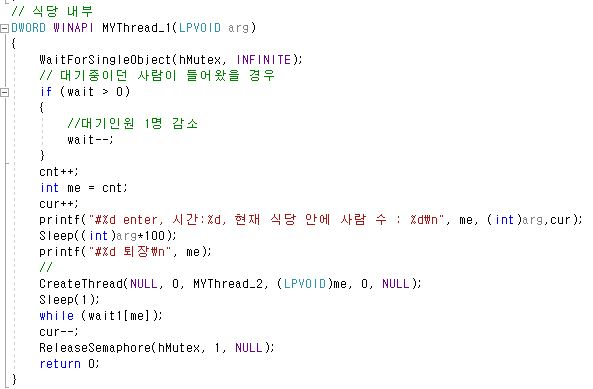 // 식당 내부
DWORD WINAPI MYThread_1(LPVOID arg)
{
WaitForSingleObject(hMutex, INFINITE);
// 대기중이던 사람이 들어왔을 경우
if (wait > 0)
{
//대기인원 1명 감소
wait--;
}
cnt++;
int me = cnt;
cur++;
printf("#%d enter, 시간:%d, 현재 식당 안에 사람 수 : %d₩n", me, (int)arg,cur);
Sleep((int)arg*100);
printf("#%d 퇴장₩n", me);
//
CreateThread(NULL, 0, MYThread_2, (LPVOID)me, 0, NULL);
Sleep(1);
while (wait1[me]);
cur--;
ReleaseSemaphore(hMutex, 1, NULL);
return 0;
}